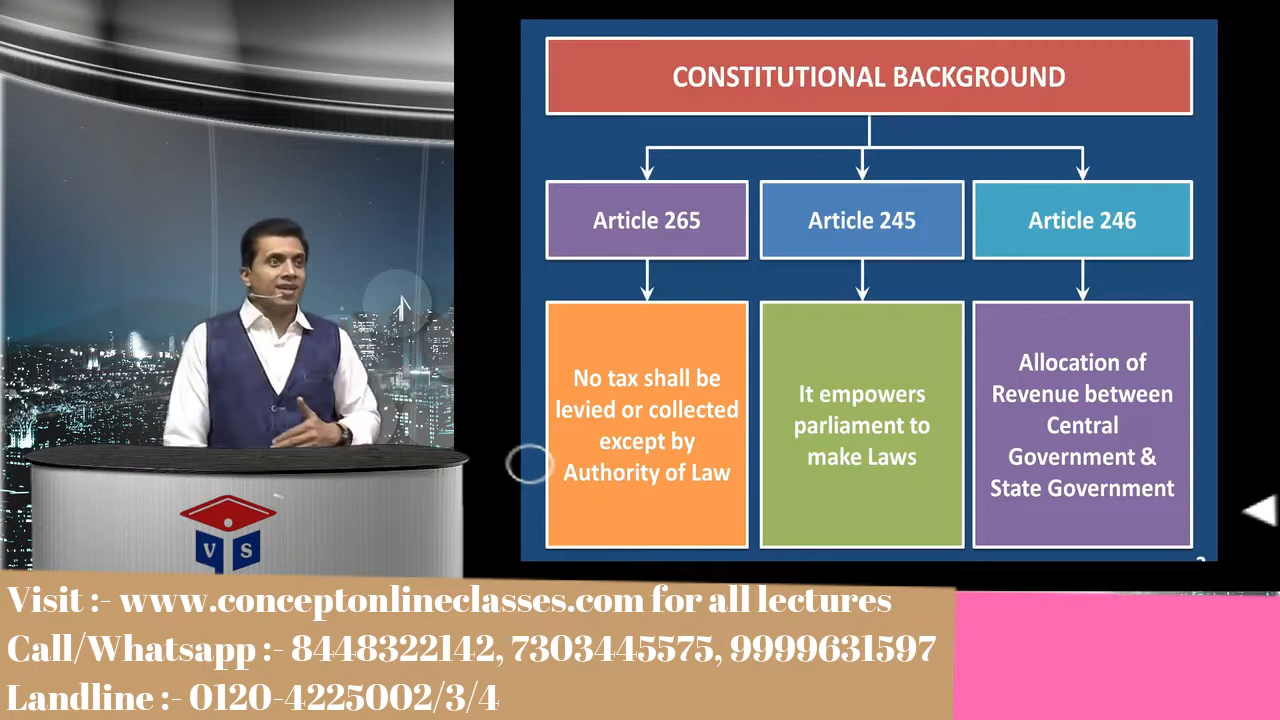 CONSTITUTIONAL BACKGROUND
Article 265
Article 245
Article 246
No tax shall be
levied or collected
except by
Authority of Law
It empowers
parliament to
make Laws
Allocation of
Revenue between
Central
Government &
State Government
V S
Visit :- www.conceptonlineclasses.com for all lectures
Call/Whatsapp :- 8448322142, 7303445575, 9999631597
Landline :- 0120-4225002/3/4